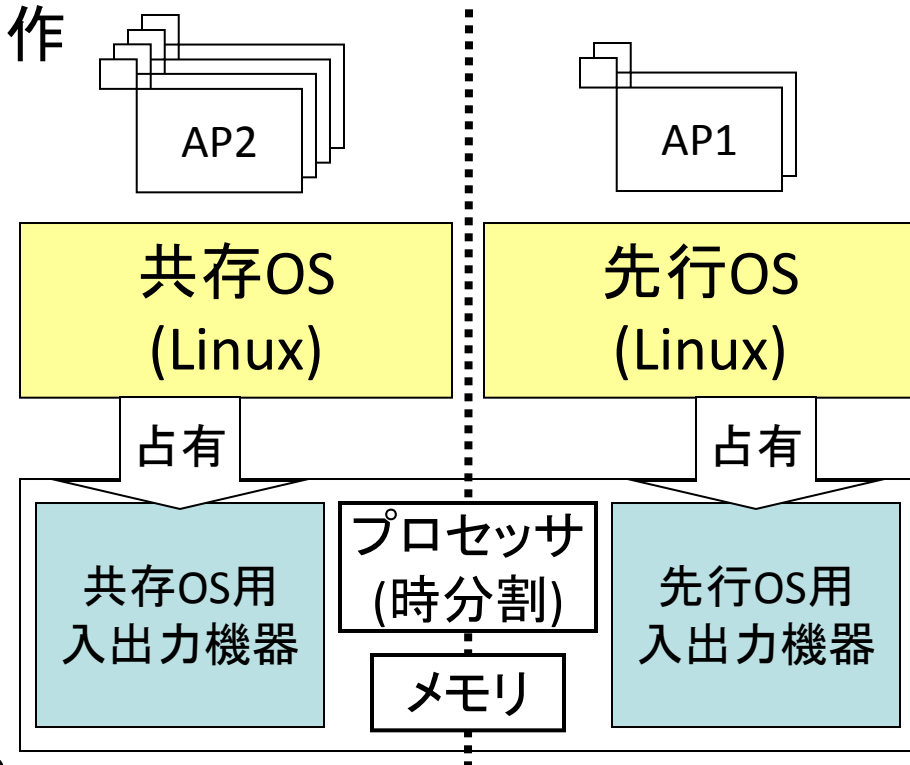 作
AP2
AP1
共存OS
(Linux)
先行OS
(Linux)
占有
占有
共存OS用
入出力機器
プロセッサ
(時分割)
メモリ
先行OS用
入出力機器